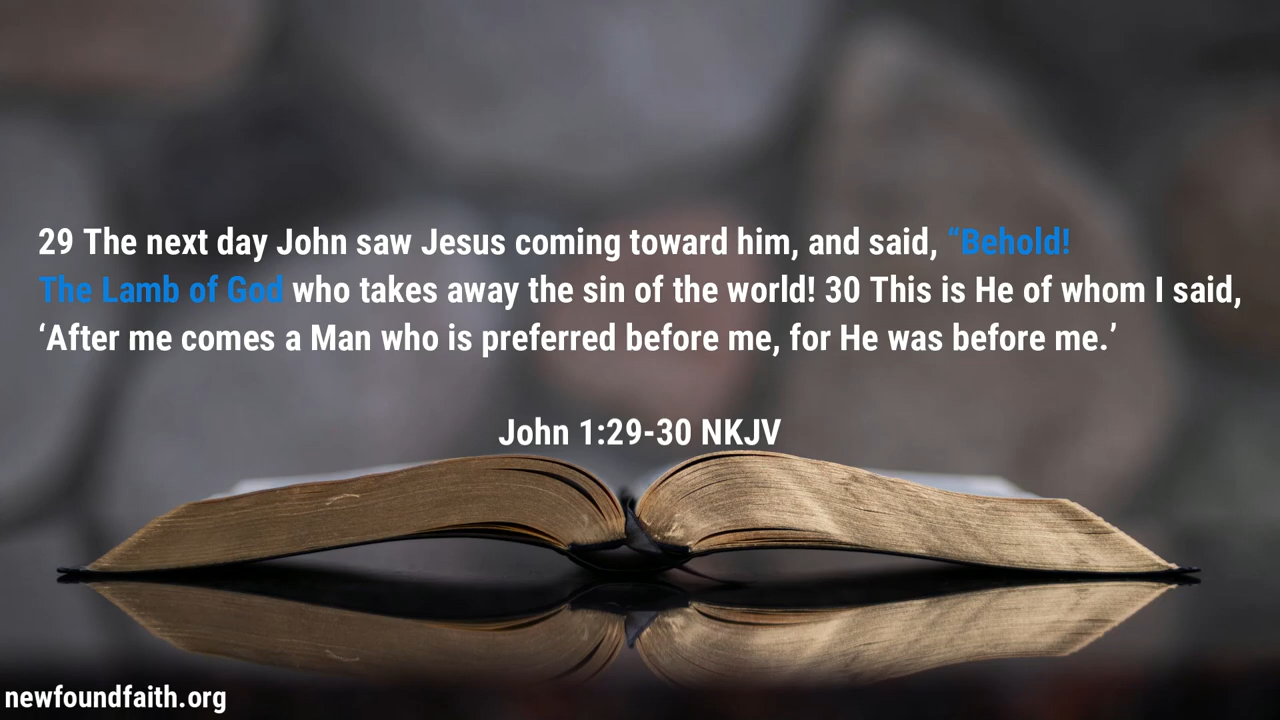 29 The next day John saw Jesus coming toward him, and said, “Behold!
The Lamb of God who takes away the sin of the world! 30 This is He of whom I said,
‘After me comes a Man who is preferred before me, for He was before me.’
John 1:29-30 NKJV
newfoundfaith.org